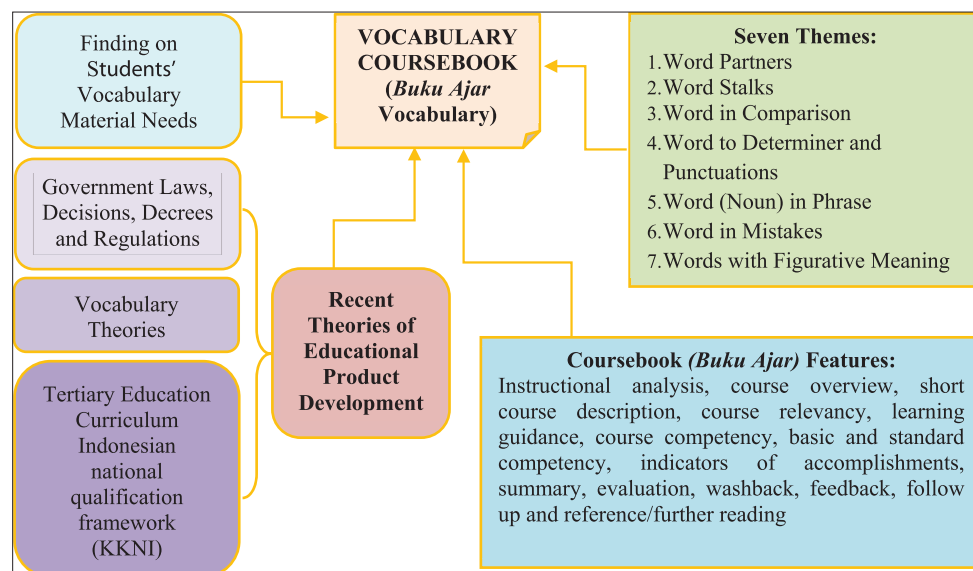 Finding on
Students'
Vocabulary
Material Needs
VOCABULARY
COURSEBOOK
(Buku Ajar
Vocabulary)
Seven Themes:
1.Word Partners
2.Word Stalks
3.Word in Comparison
4.Word to Determiner and
Punctuations
5.Word (Noun) in Phrase
6.Word in Mistakes
7.Words with Figurative Meaning
Government Laws,
Decisions, Decrees
and Regulations
Vocabulary
Theories
Tertiary Education
Curriculum
Indonesian
national
qualification
framework
(KKNI)
Recent
Theories of
Educational
Product
Development
Coursebook (Buku Ajar) Features:
Instructional analysis, course overview, short
course description, course relevancy, learning
guidance, course competency, basic and standard
competency, indicators of accomplishments,
summary, evaluation, washback, feedback, follow
up and reference/further reading